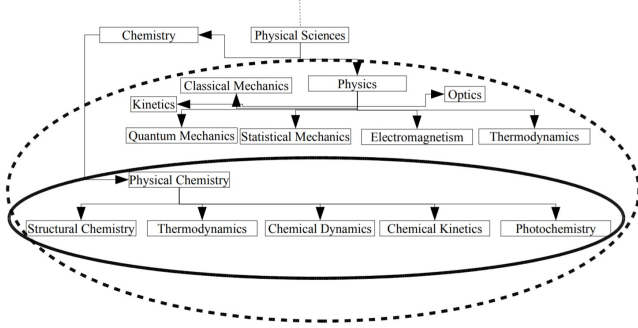 Chemistry
Physical Sciences
Classical Mechanics
Physics
Optics
Kinetics
Quantum Mechanics
Statistical Mechanics
Electromagnetism
Thermodynamics
Physical Chemistry
Structural Chemistry
Thermodynamics
Chemical Dynamics
Chemical Kinetics
Photochemistry